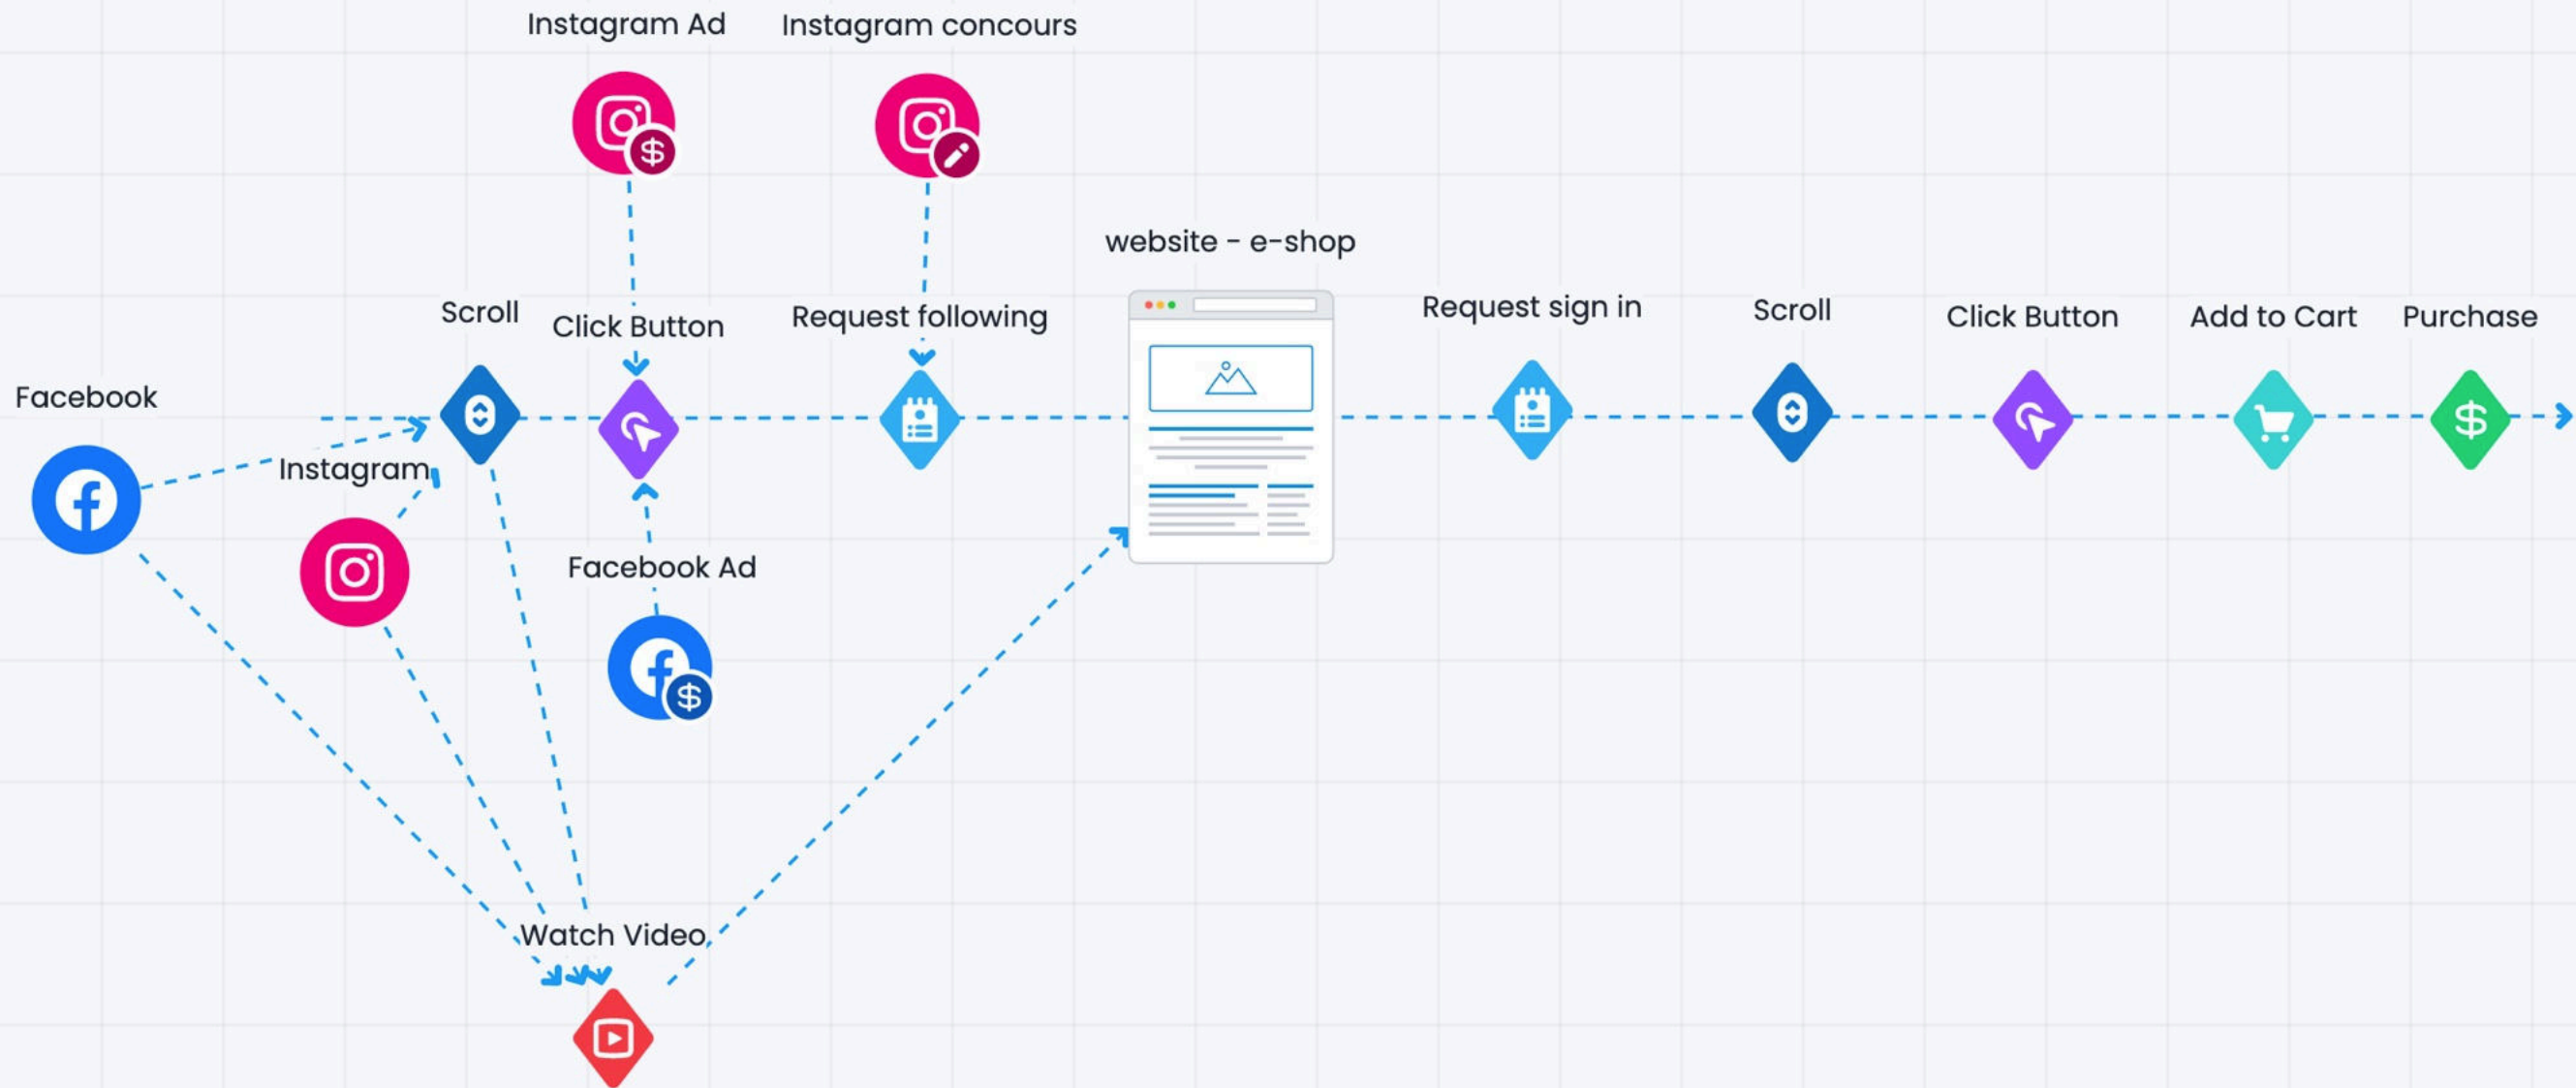 Instagram Ad
Instagram concours
website - e-shop
Scroll
Click Button
Request following
Request sign in
Scroll
Click Button
Add to Cart
Purchase
Facebook
Instagram
Facebook Ad
Watch Video